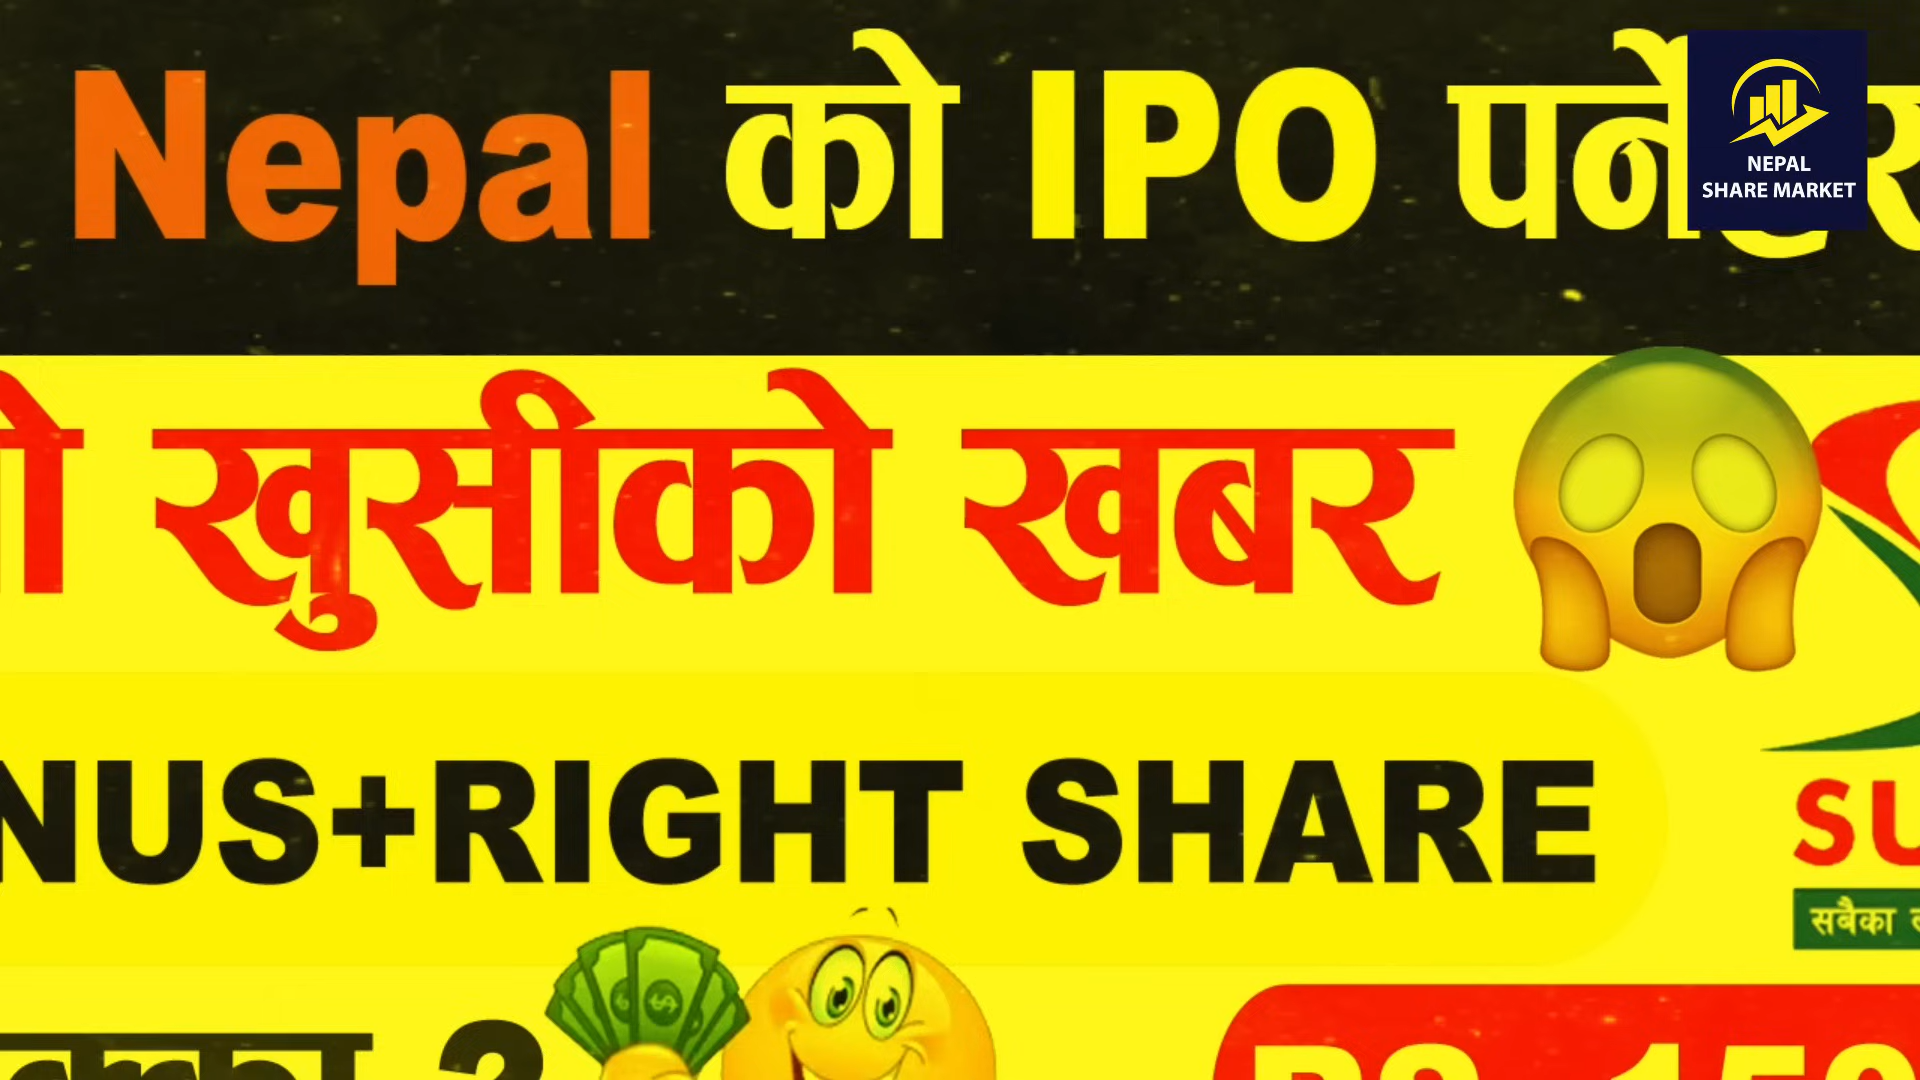 Nepal को IPO पर्ने
NEPAL
SHARE MARKET
खुसीको खबर
NUS+RIGHT SHARE
SU
सबैका
?